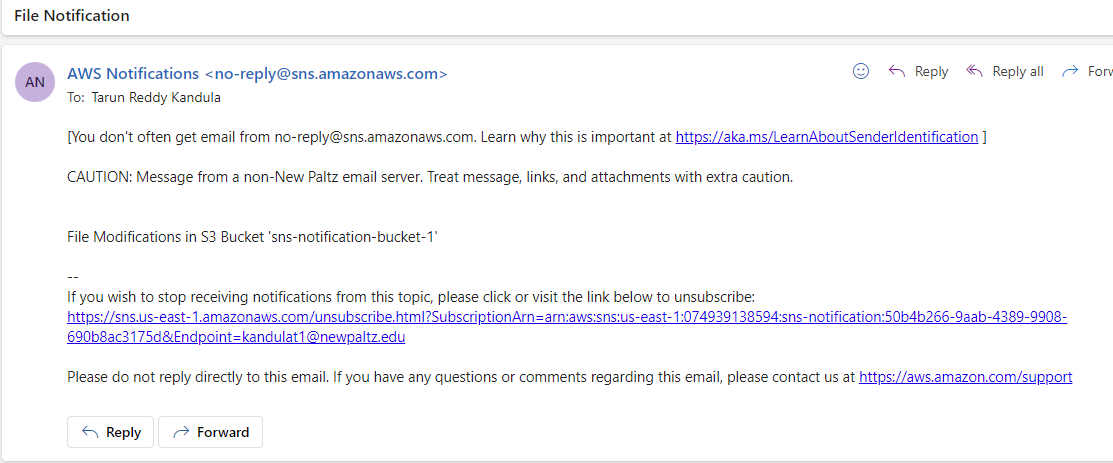 File Notification
AN
AWS Notifications <no-reply@sns.amazonaws.com>
Reply
Reply all
To: Tarun Reddy Kandula
[You don't often get email from no-reply@sns.amazonaws.com. Learn why this is important at https://aka.ms/LearnAboutSenderIdentification ]
CAUTION: Message from a non-New Paltz email server. Treat message, links, and attachments with extra caution.
File Modifications in S3 Bucket 'sns-notification-bucket-1'
--
If you wish to stop receiving notifications from this topic, please click or visit the link below to unsubscribe:
https://sns.us-east-1.amazonaws.com/unsubscribe.html?SubscriptionArn=arn:aws:sns:us-east-1:074939138594:sns-notification:50b4b266-9aab-4389-9908-
690b8ac3175d&Endpoint=kandulat1@newpaltz.edu
Please do not reply directly to this email. If you have any questions or comments regarding this email, please contact us at https://aws.amazon.com/support
Reply
Forward